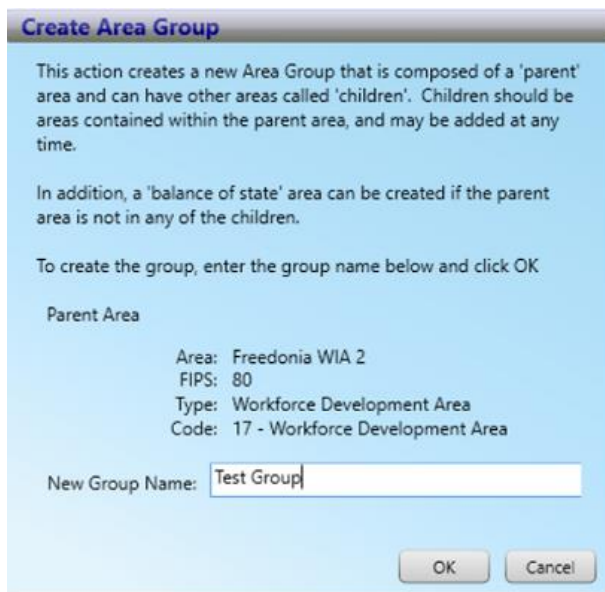 Create Area Group
This action creates a new Area Group that is composed of a 'parent'
area and can have other areas called 'children'. Children should be
areas contained within the parent area, and may be added at any
time.
In addition, a 'balance of state' area can be created if the parent
area is not in any of the children.
To create the group, enter the group name below and click OK
Parent Area
Area: Freedonia WIA 2
FIPS: 80
Type: Workforce Development Area
Code: 17 - Workforce Development Area
New Group Name: Test Group
OK Cancel